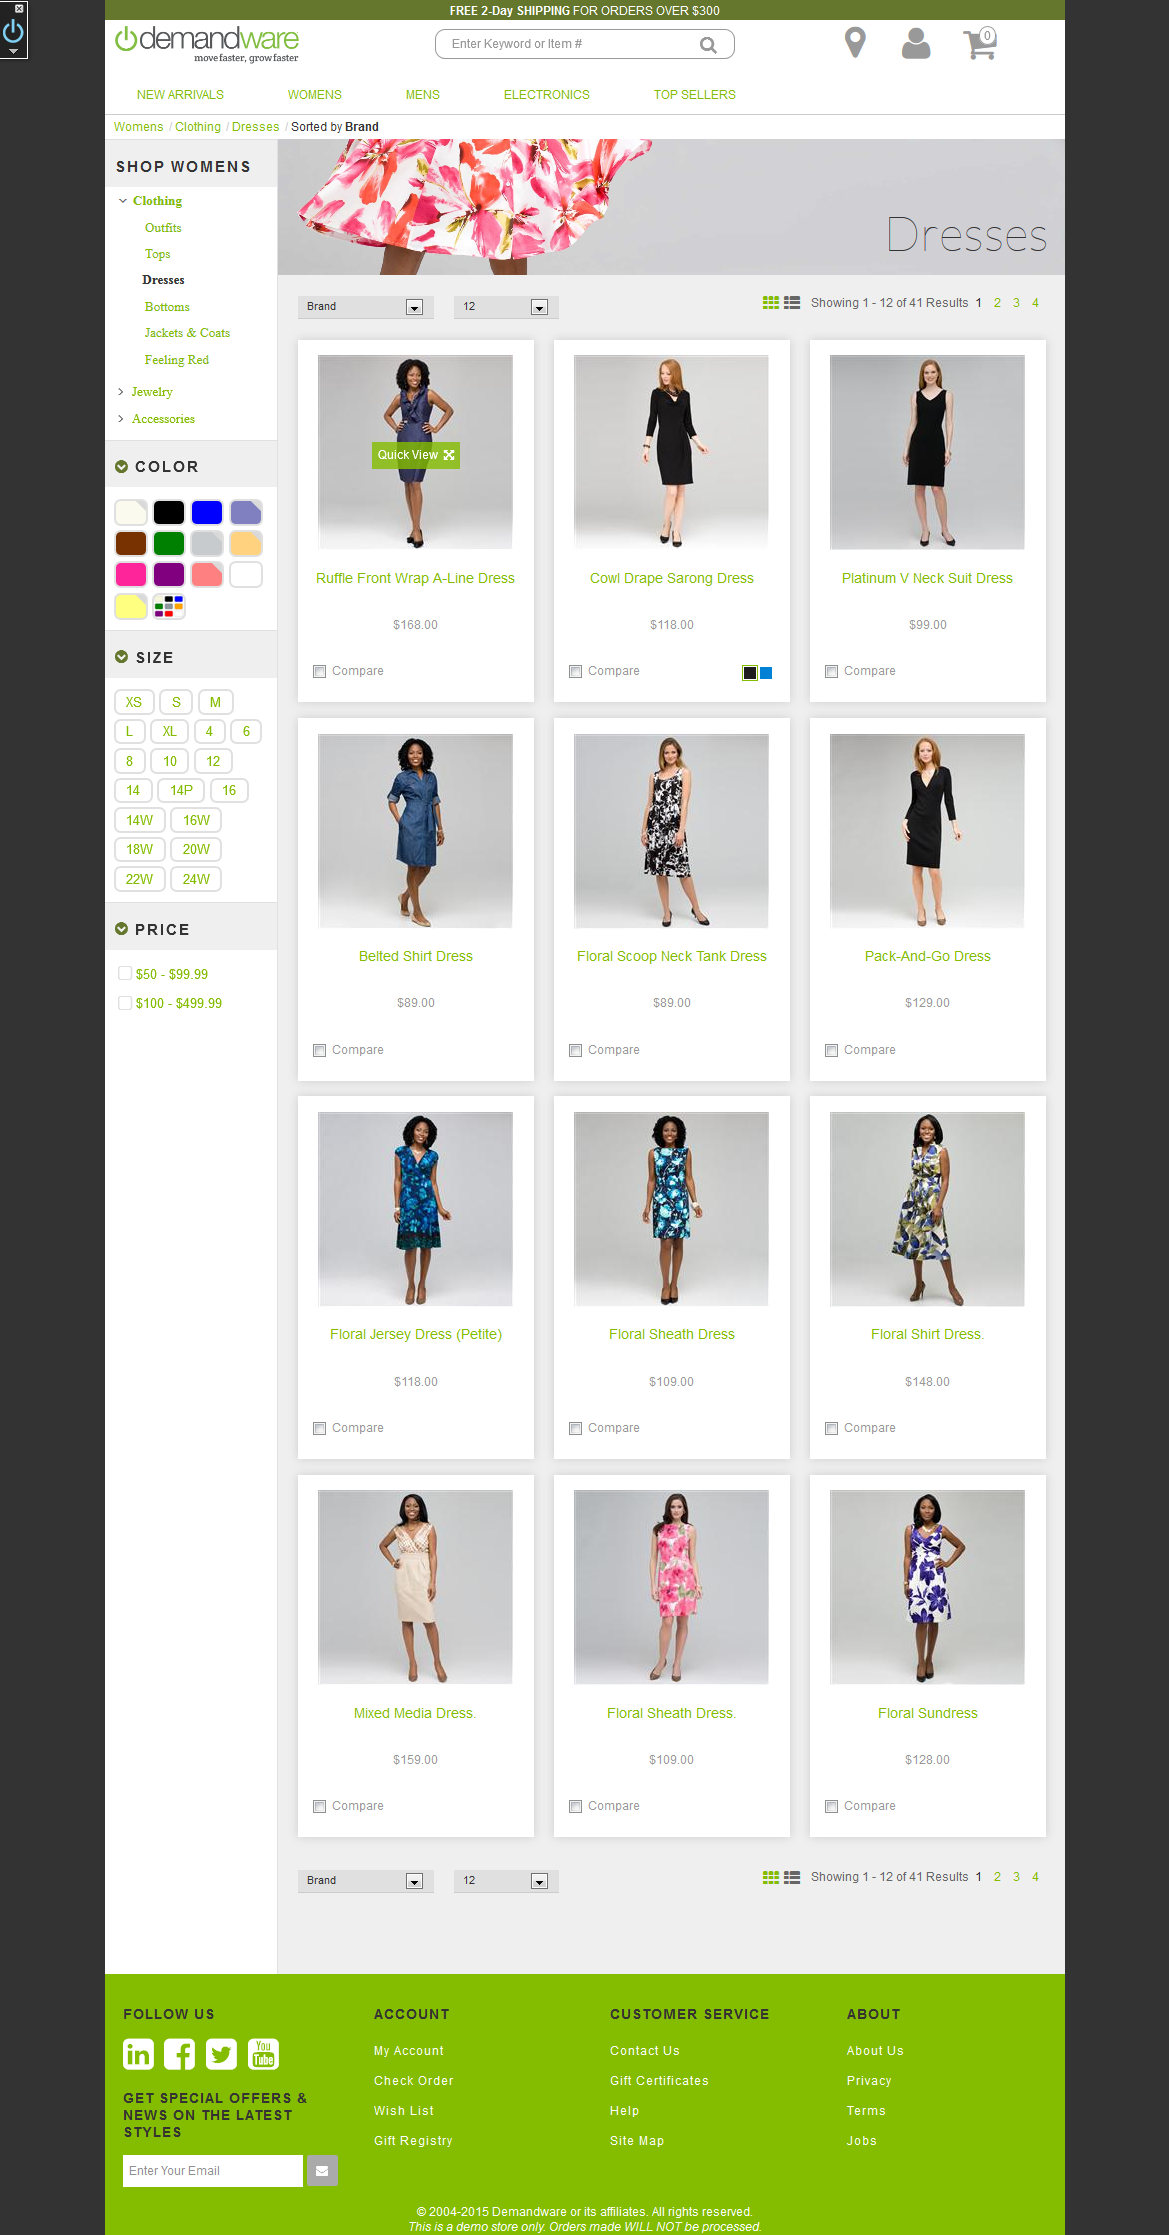 FREE 2-Day SHIPPING FOR ORDERS OVER $300
demandware
move faster, grow faster
Enter Keyword or Item #
0
NEW ARRIVALS WOMENS MENS ELECTRONICS TOP SELLERS
Womens / Clothing / Dresses / Sorted by Brand
SHOP WOMENS
Clothing
Outfits
Tops
Dresses
Bottoms
Jackets & Coats
Feeling Red
Jewelry
Accessories
COLOR
SIZE
XS S M
L XL 4 6
8 10 12
14 14P 16
14W 16W
18W 20W
22W 24W
PRICE
$50 - $99.99
$100 - $499.99
Dresses
Brand 12 Showing 1 - 12 of 41 Results 1 2 3 4
Quick View
Ruffle Front Wrap A-Line Dress Cowl Drape Sarong Dress Platinum V Neck Suit Dress
$168.00 $118.00 $99.00
Compare Compare Compare
Belted Shirt Dress Floral Scoop Neck Tank Dress Pack-And-Go Dress
$89.00 $89.00 $129.00
Compare Compare Compare
Floral Jersey Dress (Petite) Floral Sheath Dress Floral Shirt Dress.
$118.00 $109.00 $148.00
Compare Compare Compare
Mixed Media Dress. Floral Sheath Dress. Floral Sundress
$159.00 $109.00 $128.00
Compare Compare Compare
Brand 12 Showing 1 - 12 of 41 Results 1 2 3 4
FOLLOW US
in f You Tube
GET SPECIAL OFFERS &
NEWS ON THE LATEST
STYLES
Enter Your Email
ACCOUNT
My Account
Check Order
Wish List
Gift Registry
CUSTOMER SERVICE
Contact Us
Gift Certificates
Help
Site Map
ABOUT
About Us
Privacy
Terms
Jobs
© 2004-2015 Demandware or its affiliates. All rights reserved.
This is a demo store only. Orders made WILL NOT be processed.